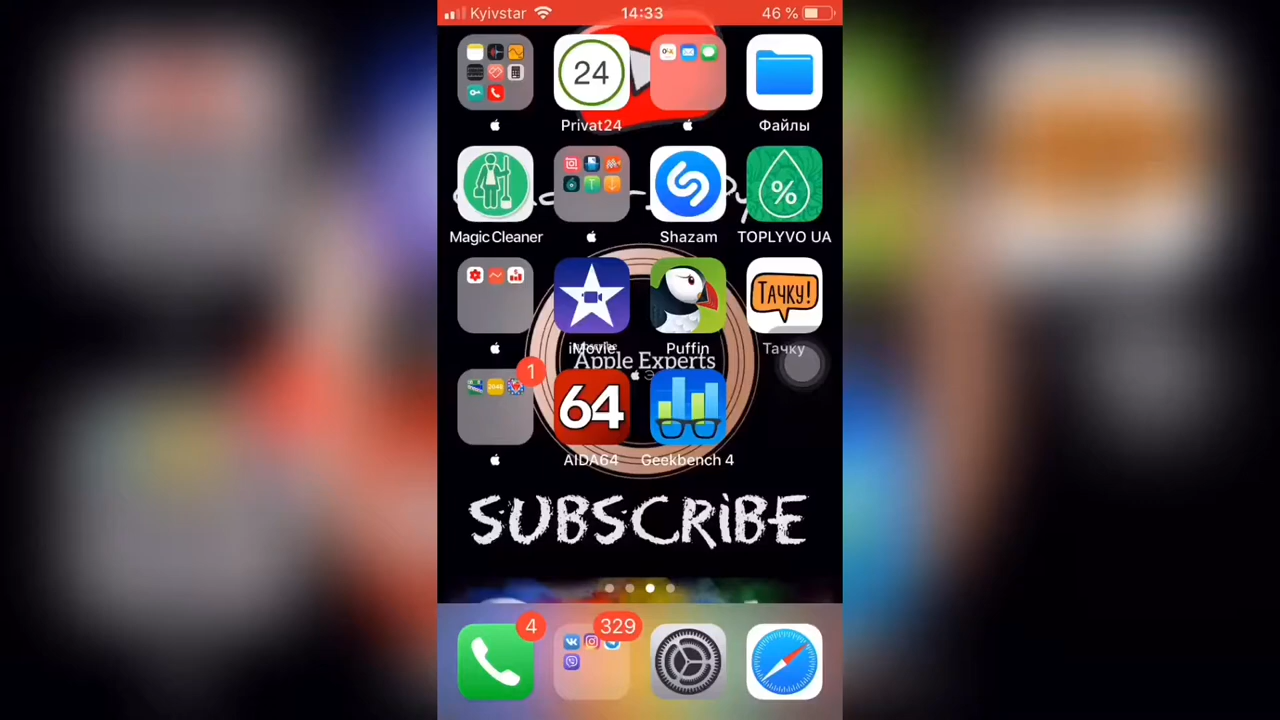 Kyivstar 14:33 46 %
24
Privat24 Файлы
%
Magic Cleaner Shazam TOPLYVO UA
ТАЧКУ!
iMovie Puffin Тачку
Apple Experts
1
64
AIDA64 Geekbench 4
SUBSCRIBE
4 329